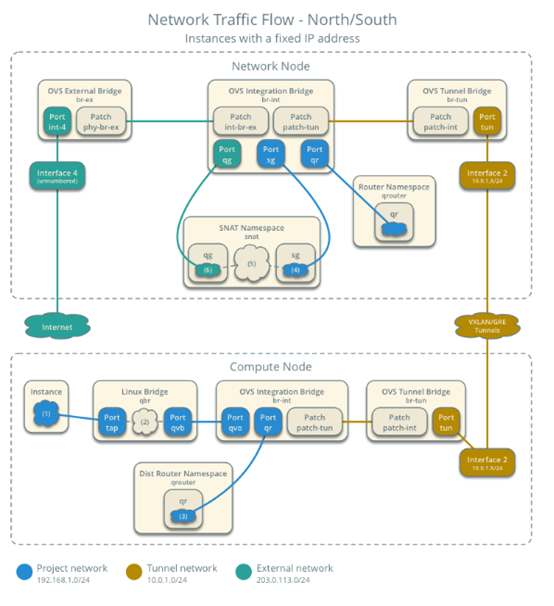 Network Traffic Flow - North/South
Instances with a fixed IP address
Network Node
OVS External Bridge
br-ex
Port
int-4
Patch
phy-br-ex
OVS Integration Bridge
br-int
Patch
int-br-ex
Patch
patch-tun
Port
qg
Port
sg
Port
qr
OVS Tunnel Bridge
br-tun
Patch
patch-int
Port
tun
Interface 4
(unnumbered)
Interface 2
10.0.1.X/24
Router Namespace
qrouter
qr
SNAT Namespace
snat
qg
(6)
(5)
sg
(4)
Internet
VXLAN/GRE
Tunnels
Compute Node
Instance
(1)
Linux Bridge
qbr
Port
tap
(2)
Port
qvb
OVS Integration Bridge
br-int
Port
qvo
Port
qr
Patch
patch-tun
OVS Tunnel Bridge
br-tun
Patch
patch-int
Port
tun
Interface 2
10.0.1.X/24
Dist Router Namespace
qrouter
qr
(3)
Project network
192.168.1.0/24
Tunnel network
10.0.1.0/24
External network
203.0.113.0/24